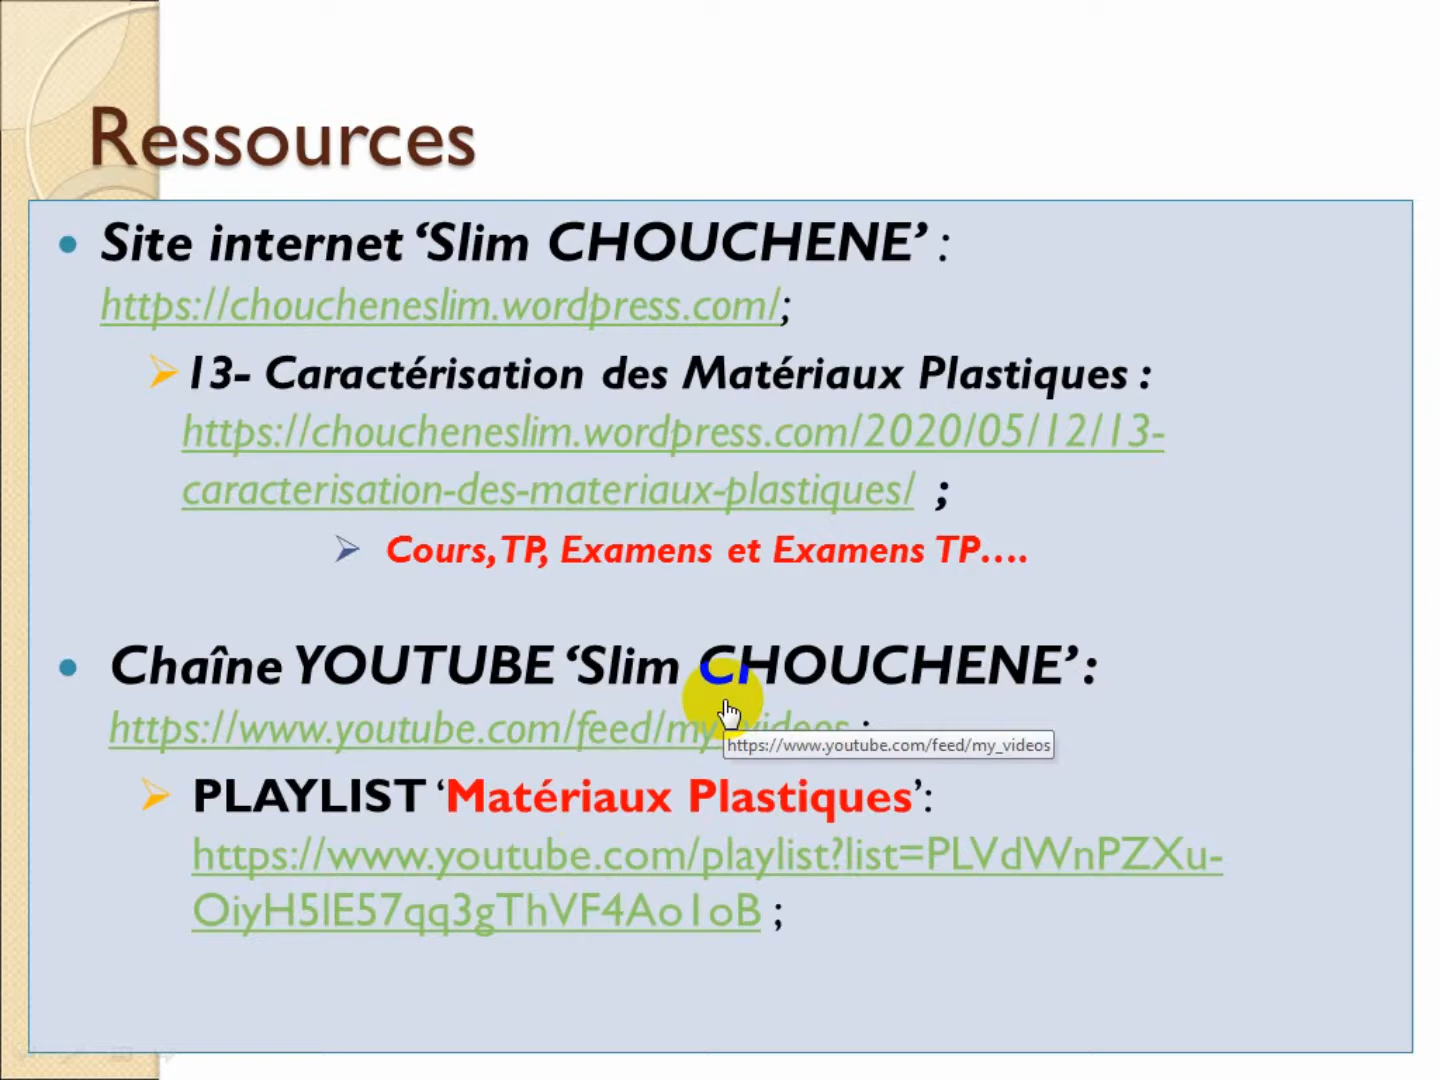 Ressources
Site internet ‘Slim CHOUCHENE’ :
https://choucheneslim.wordpress.com/;
13- Caractérisation des Matériaux Plastiques :
https://choucheneslim.wordpress.com/2020/05/12/13-
caracterisation-des-materiaux-plastiques/ ;
Cours, TP, Examens et Examens TP....
Chaîne YOUTUBE ‘Slim CHOUCHENE’ :
https://www.youtube.com/feed/my_videos ;
https://www.youtube.com/feed/my_videos
PLAYLIST ‘Matériaux Plastiques’:
https://www.youtube.com/playlist?list=PLVdWnPZXu-
OiyH5lE57qq3gThVF4Ao1oB ;